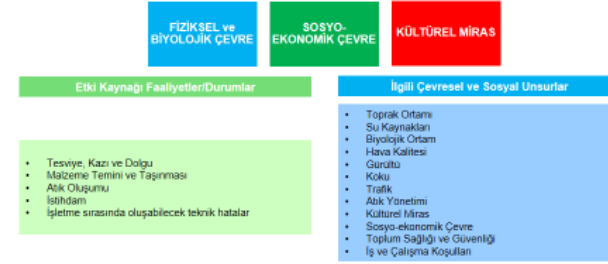 FİZİKSEL ve
BİYOLOJİK ÇEVRE
SOSYO-
EKONOMİK ÇEVRE
KÜLTÜREL MİRAS
Etki Kaynağı Faaliyetler/Durumlar
• Tesviye, Kazı ve Dolgu
• Malzeme Temini ve Taşınması
• Atık Oluşumu
• İstihdam
• İşletme sırasında oluşabilecek teknik hatalar
İlgili Çevresel ve Sosyal Unsurlar
• Toprak Ortamı
• Su Kaynakları
• Biyolojik Ortam
• Hava Kalitesi
• Gürültü
• Koku
• Trafik
• Atık Yönetimi
• Kültürel Miras
• Sosyo-ekonomik Çevre
• Toplum Sağlığı ve Güvenliği
• İş ve Çalışma Koşulları